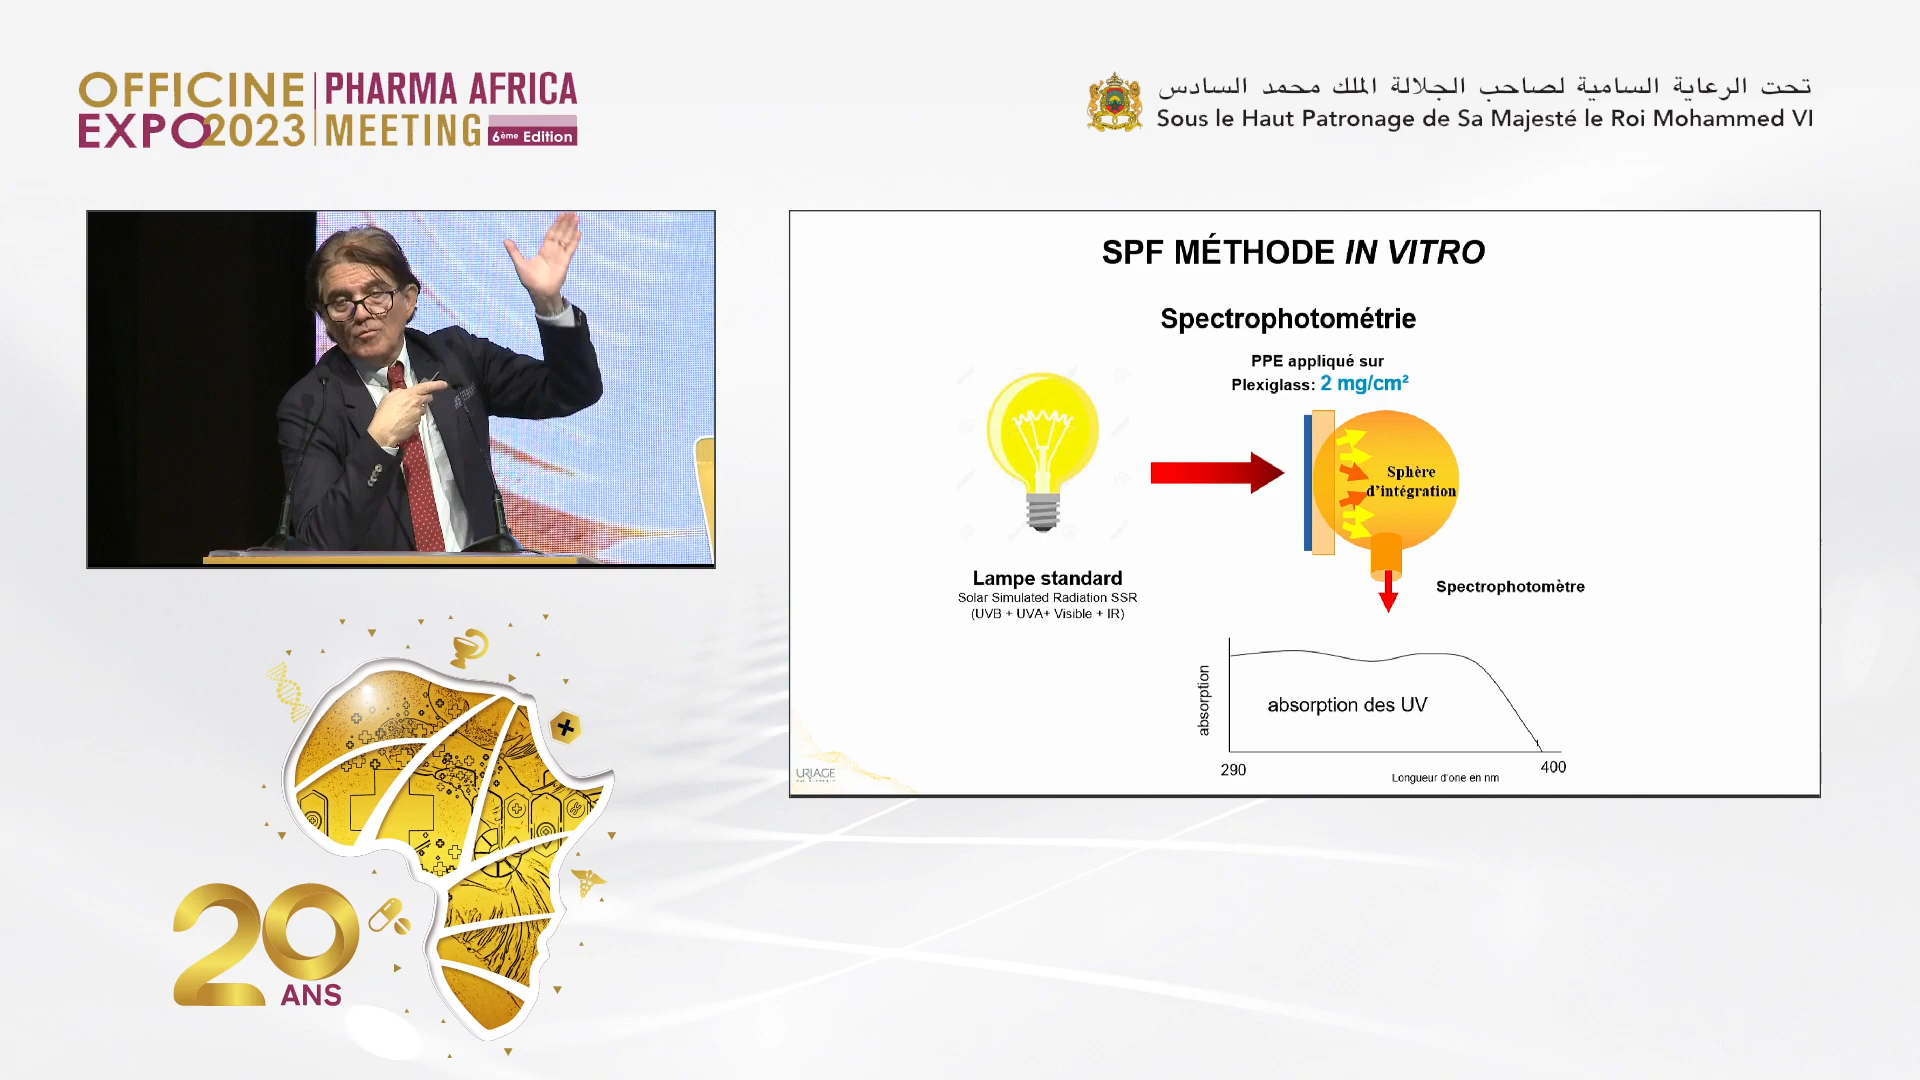 OFFICINE
EXPO2023
PHARMA AFRICA
MEETING
6ème Edition
تحت الرعاية السامية لصاحب الجلالة الملك محمد السادس
Sous le Haut Patronage de Sa Majesté le Roi Mohammed VI
SPF MÉTHODE IN VITRO
Spectrophotométrie
PPE appliqué sur
Plexiglass: 2 mg/cm²
Sphère
d'intégration
Lampe standard
Solar Simulated Radiation SSR
(UVB + UVA+ Visible + IR)
Spectrophotomètre
absorption
absorption des UV
290
400
Longueur d'one en nm
URIAGE
20
ANS